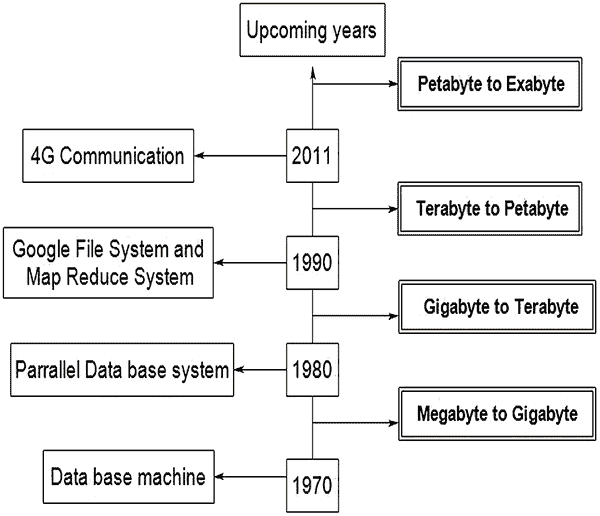 Upcoming years
Petabyte to Exabyte
4G Communication
2011
Terabyte to Petabyte
Google File System and
Map Reduce System
1990
Gigabyte to Terabyte
Parrallel Data base system
1980
Megabyte to Gigabyte
Data base machine
1970